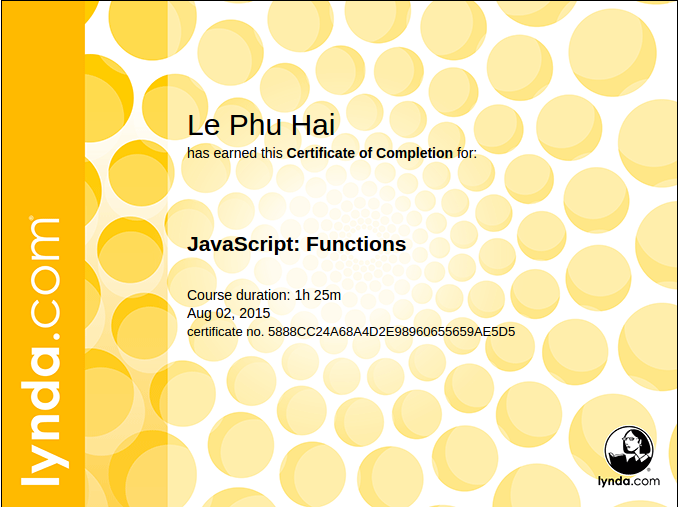 lynda.com
Le Phu Hai
has earned this Certificate of Completion for:
JavaScript: Functions
Course duration: 1h 25m
Aug 02, 2015
certificate no. 5888CC24A68A4D2E98960655659AE5D5
lynda.com